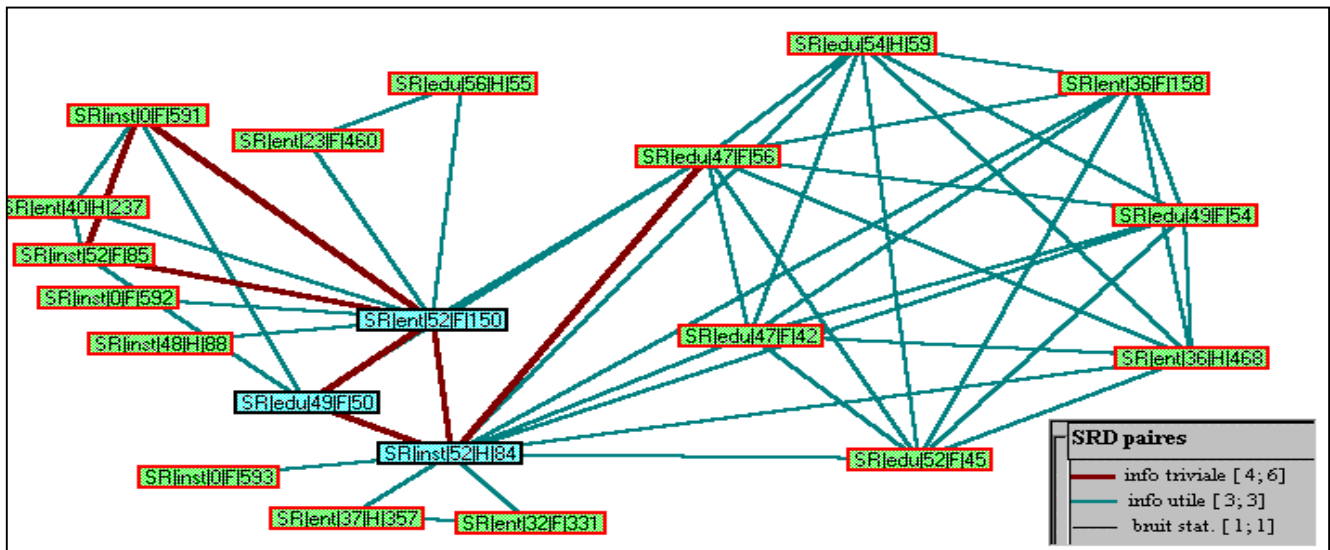 SR|edu|54|H|59
SR|edu|56|H|55
SR|ent|36|F|158
SR|inst|0|F|591
SR|ent|23|F|460
SR|edu|47|F|56
SR|ent|40|H|237
SR|edu|49|F|54
SR|inst|52|F|85
SR|inst|0|F|592
SR|ent|52|F|150
SR|inst|48|H|88
SR|edu|47|F|42
SR|ent|36|H|468
SR|edu|49|F|50
SR|inst|52|H|84
SR|edu|52|F|45
SR|inst|0|F|593
SR|ent|37|H|357
SR|ent|32|F|331
SRD paires
info triviale [ 4; 6]
info utile [ 3; 3]
bruit stat. [ 1; 1]